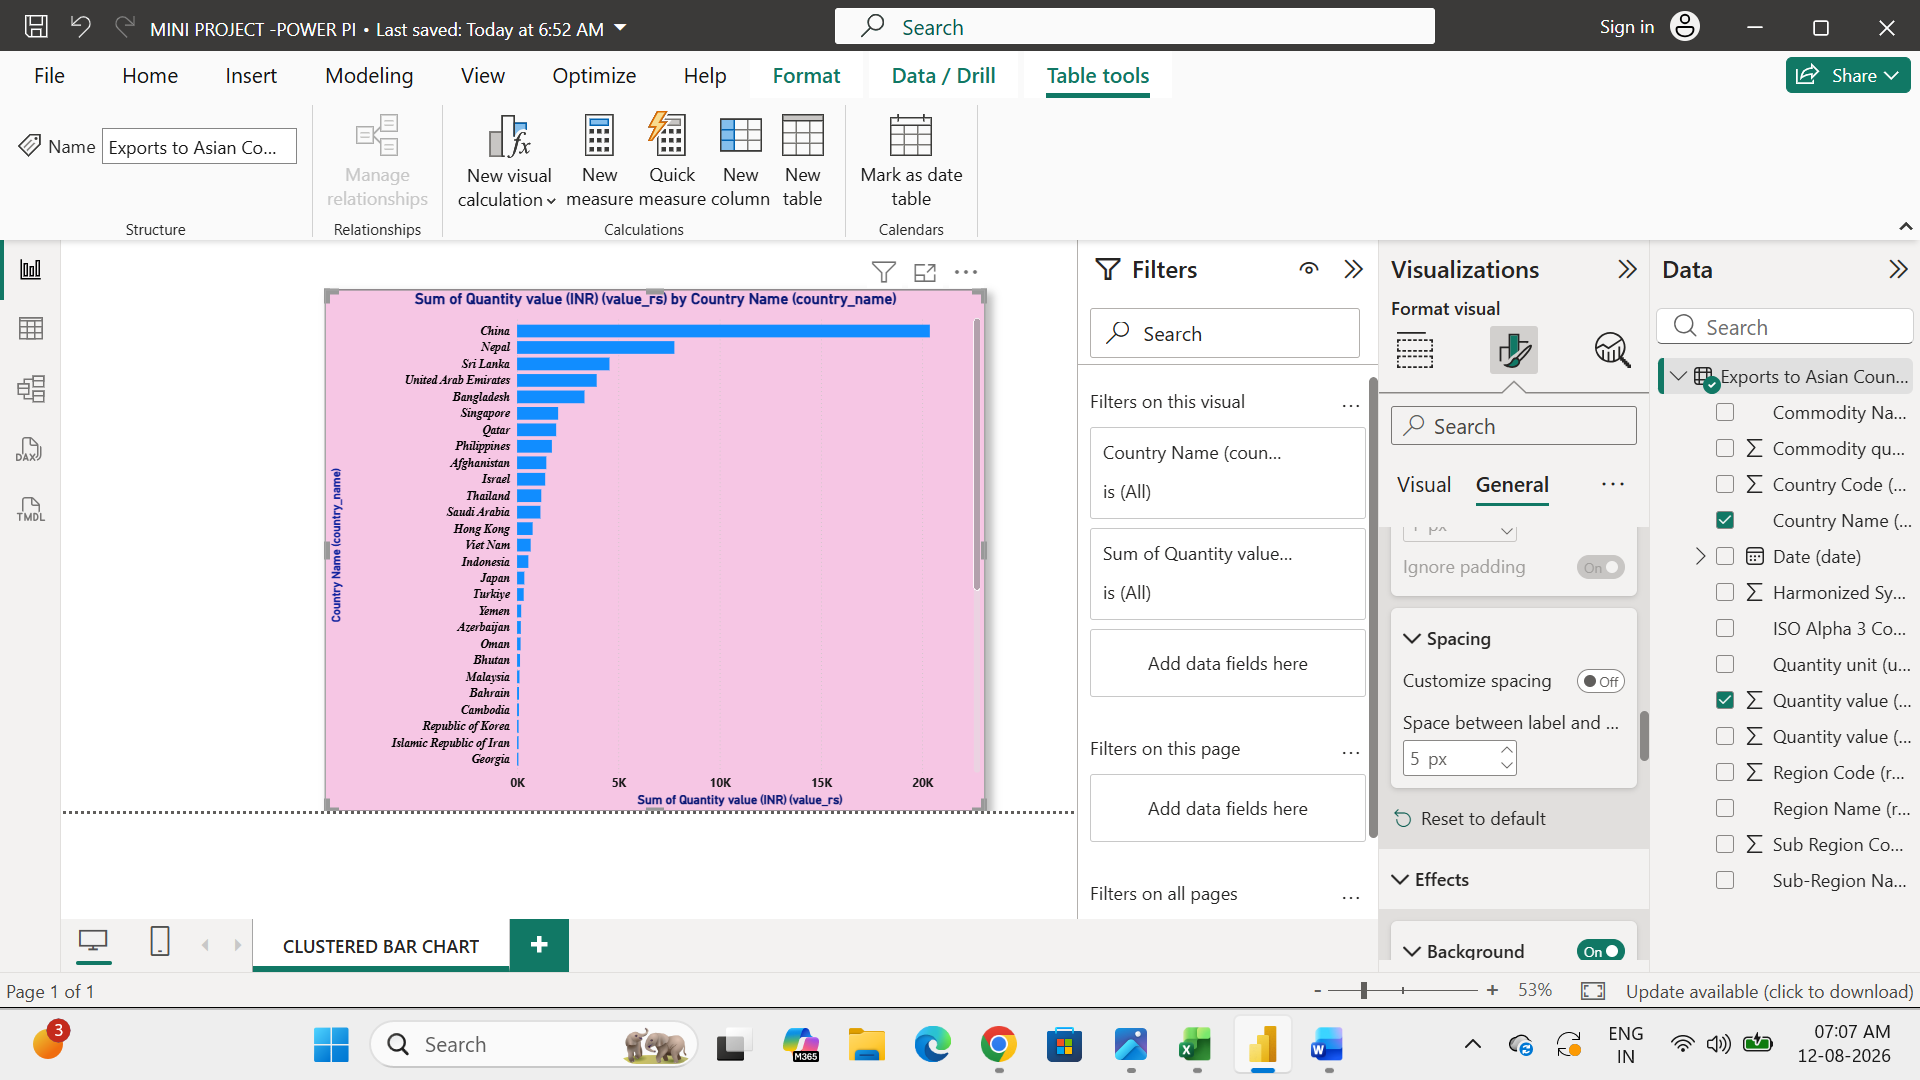 MINI PROJECT -POWER PI • Last saved: Today at 6:52 AM
Search
Sign in
File
Home
Insert
Modeling
View
Optimize
Help
Format
Data / Drill
Table tools
Share
Name
Exports to Asian Co...
Structure
Manage
relationships
Relationships
New visual
calculation
New
measure
Quick
measure
New
column
New
table
Calculations
Mark as date
table
Calendars
DAX
TMDL
Sum of Quantity value (INR) (value_rs) by Country Name (country_name)
Country Name (country_name)
China
Nepal
Sri Lanka
United Arab Emirates
Bangladesh
Singapore
Qatar
Philippines
Afghanistan
Israel
Thailand
Saudi Arabia
Hong Kong
Viet Nam
Indonesia
Japan
Turkiye
Yemen
Azerbaijan
Oman
Bhutan
Malaysia
Bahrain
Cambodia
Republic of Korea
Islamic Republic of Iran
Georgia
0K
5K
10K
15K
20K
Sum of Quantity value (INR) (value_rs)
Filters
Search
Filters on this visual
Country Name (coun...
is (All)
Sum of Quantity value...
is (All)
Add data fields here
Filters on this page
Add data fields here
Filters on all pages
Visualizations
Format visual
Search
Visual
General
Ignore padding
On
Spacing
Customize spacing
Off
Space between label and ...
5 px
Reset to default
Effects
Background
On
Data
Search
Exports to Asian Coun...
Commodity Na...
Commodity qu...
Country Code (...
Country Name (...
Date (date)
Harmonized Sy...
ISO Alpha 3 Co...
Quantity unit (u...
Quantity value (...
Quantity value (...
Region Code (r...
Region Name (r...
Sub Region Co...
Sub-Region Na...
CLUSTERED BAR CHART
Page 1 of 1
53%
Update available (click to download)
3
Search
M365
ENG
IN
07:07 AM
12-08-2026